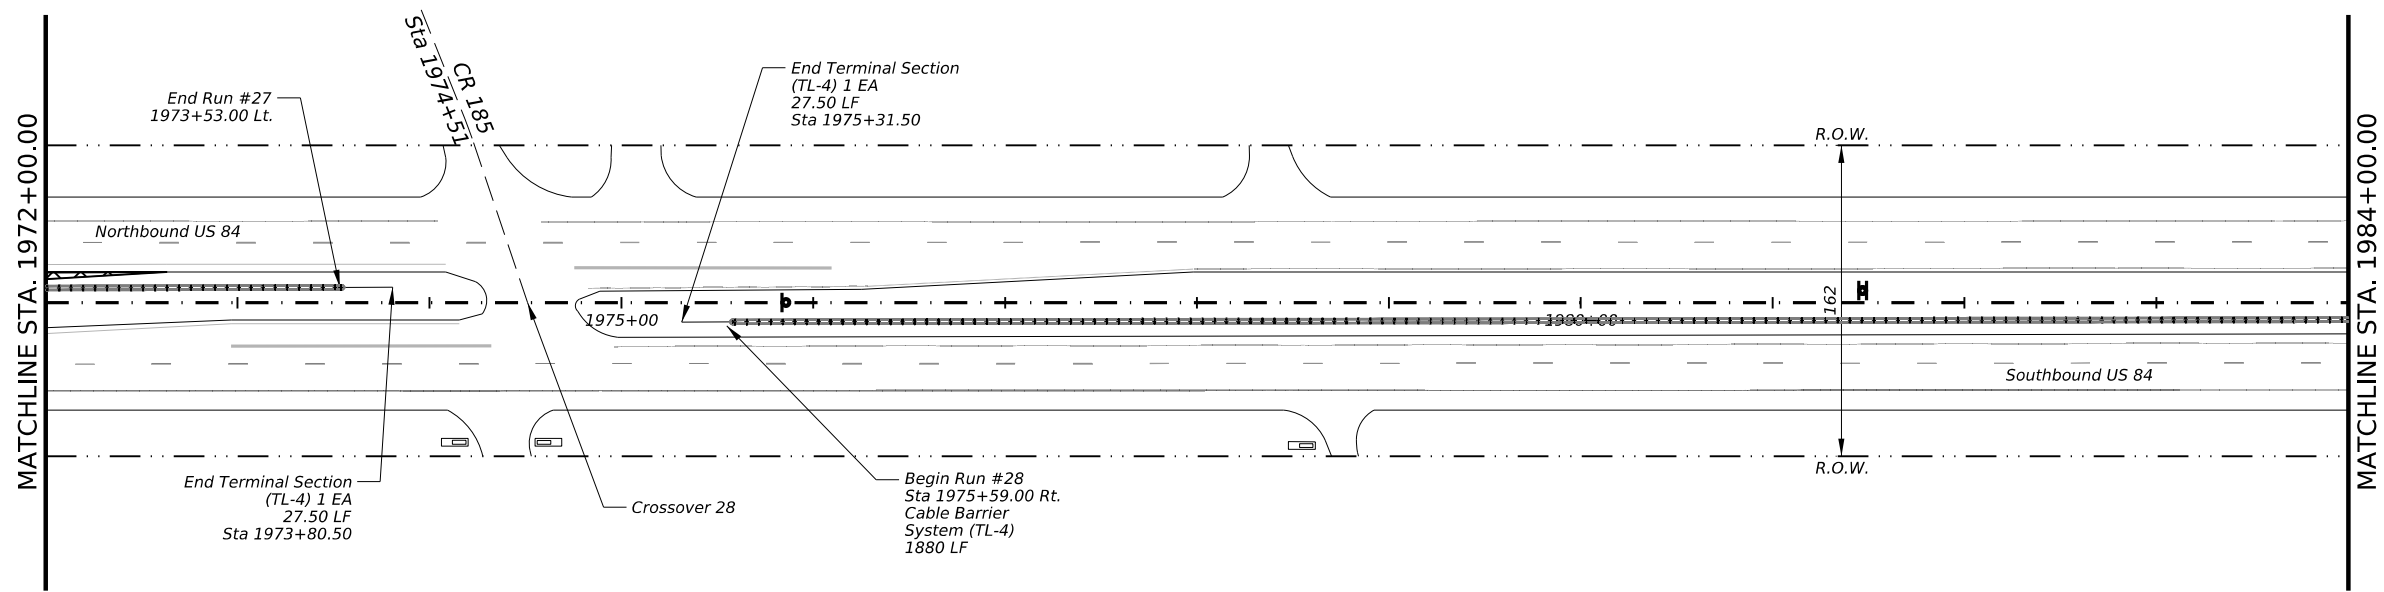 MATCHLINE STA. 1972+00.00
End Run #27
1973+53.00 Lt.
CR 185
Sta 1974+51
End Terminal Section
(TL-4) 1 EA
27.50 LF
Sta 1975+31.50
R.O.W.
Northbound US 84
1975+00
1980+00
162
Southbound US 84
R.O.W.
End Terminal Section
(TL-4) 1 EA
27.50 LF
Sta 1973+80.50
Crossover 28
Begin Run #28
Sta 1975+59.00 Rt.
Cable Barrier
System (TL-4)
1880 LF
MATCHLINE STA. 1984+00.00